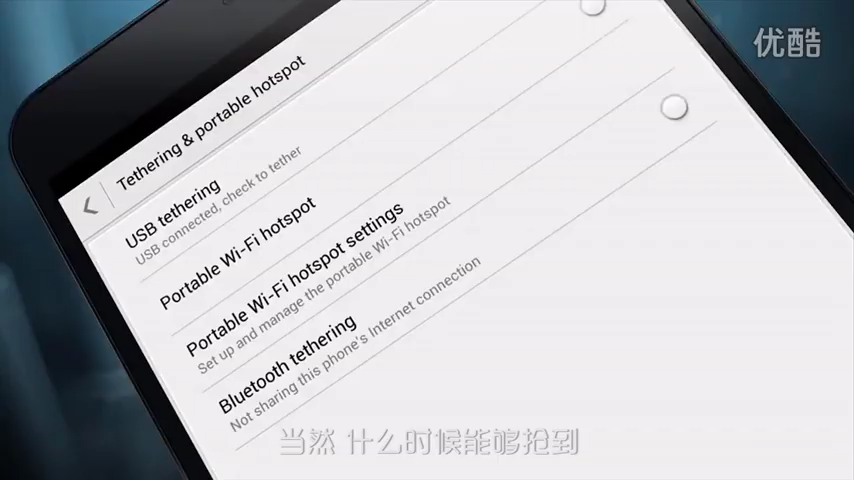 优酷
Tethering & portable hotspot
USB tethering
USB connected, check to tether
Portable Wi-Fi hotspot
Portable Wi-Fi hotspot settings
Set up and manage the portable Wi-Fi hotspot
Bluetooth tethering
Not sharing this phone's Internet connection
当然 什么时候能够抢到